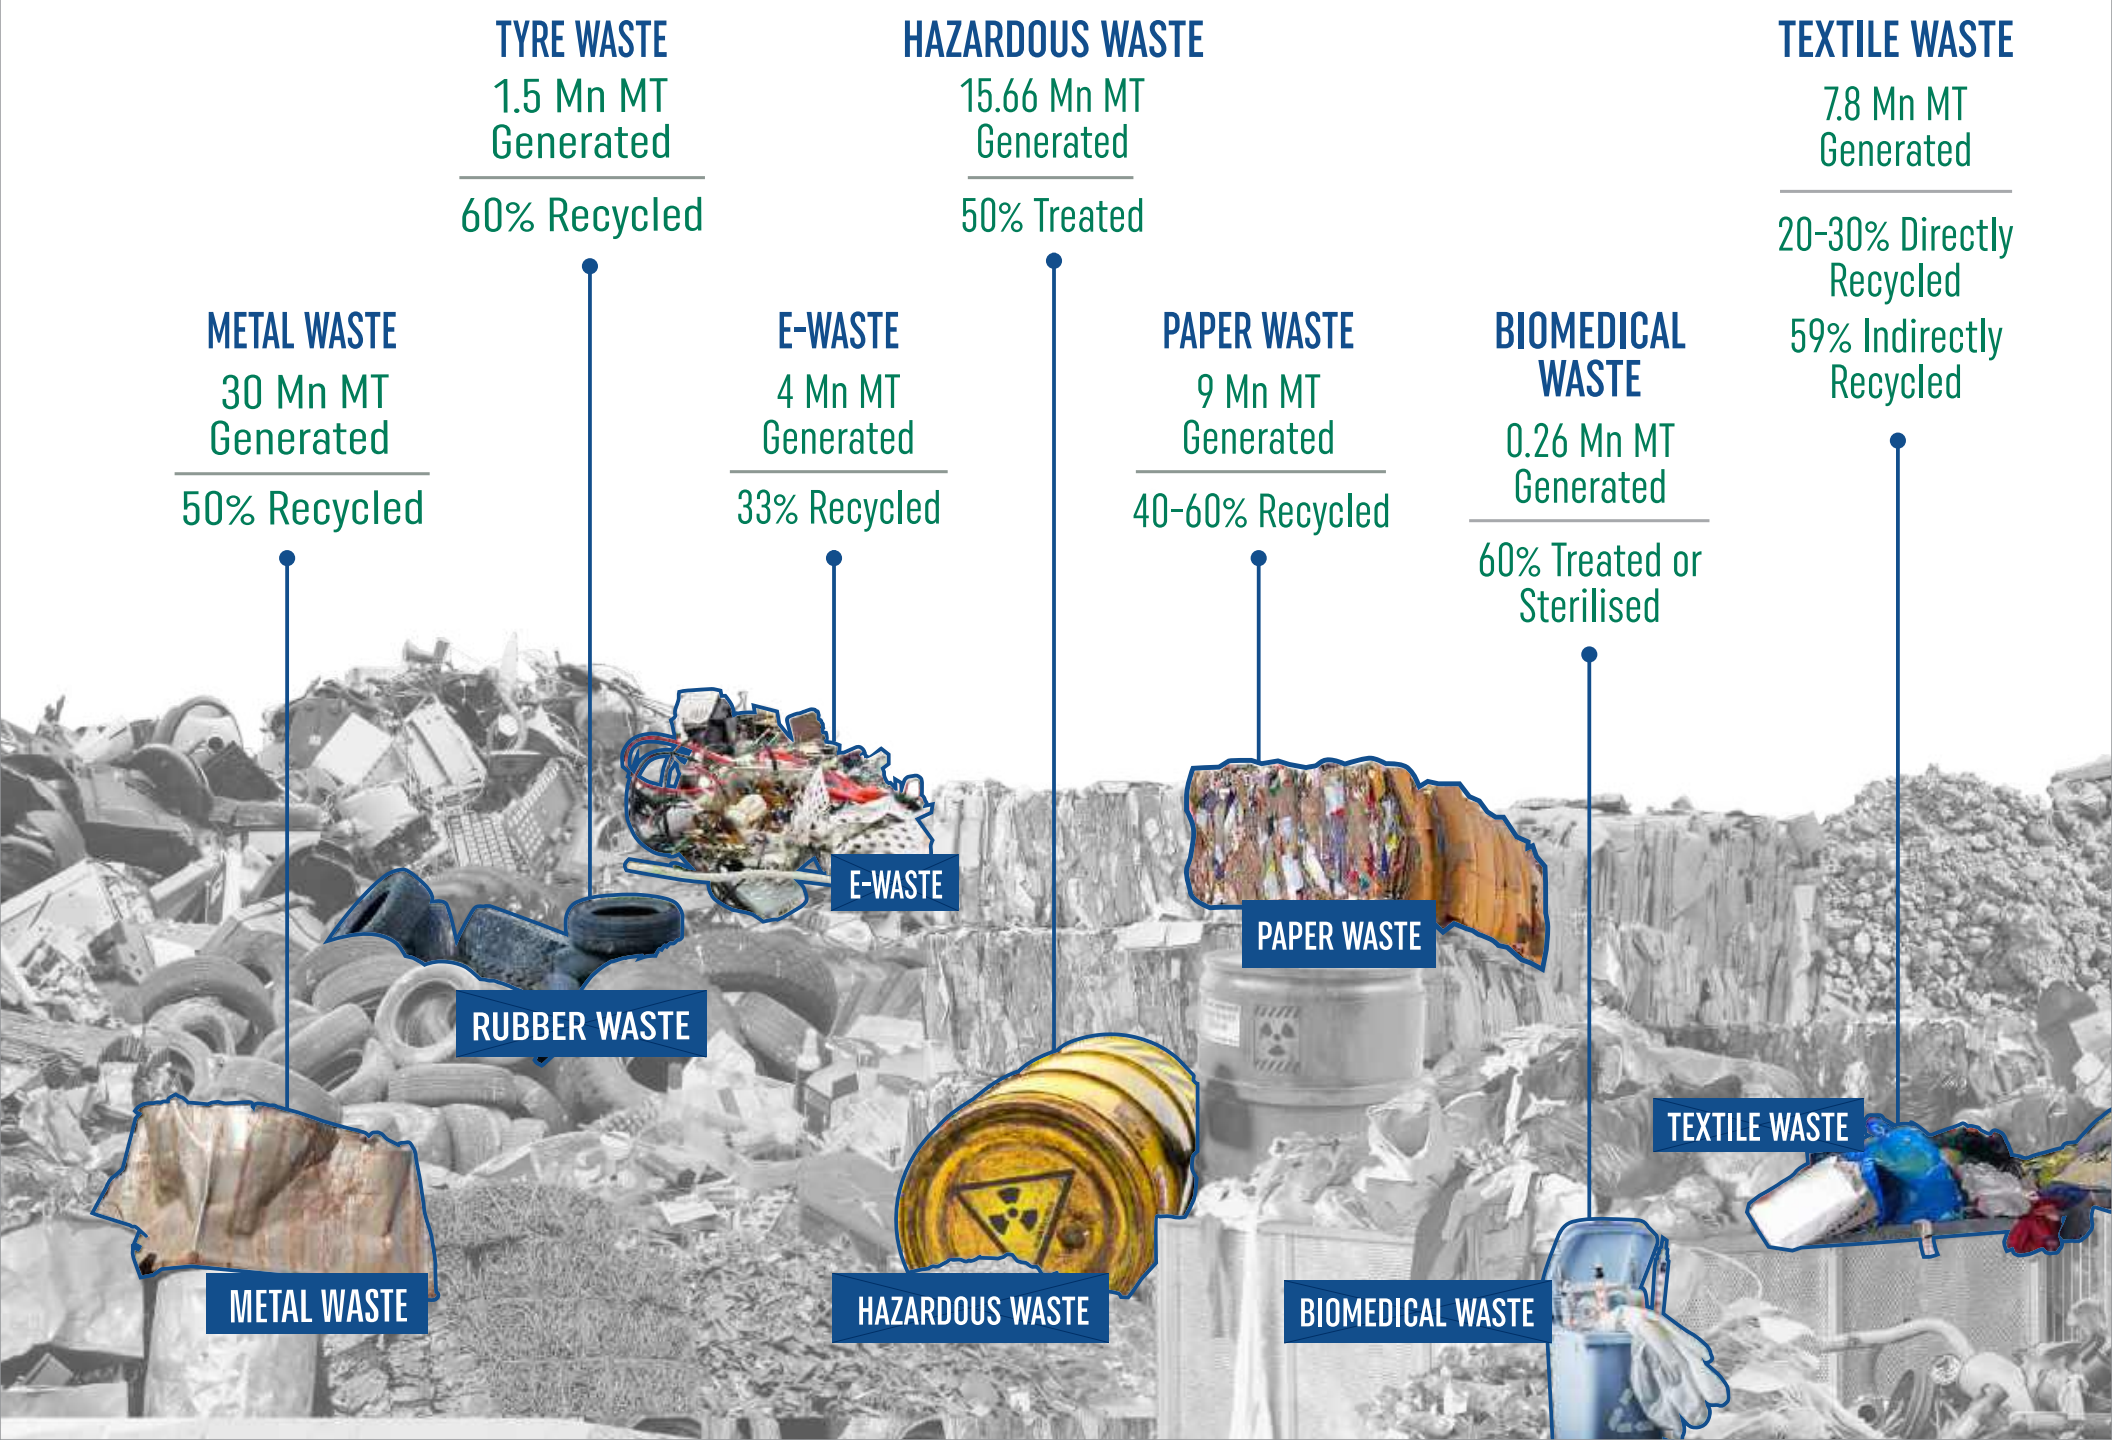 TYRE WASTE
1.5 Mn MT
Generated
60% Recycled
HAZARDOUS WASTE
15.66 Mn MT
Generated
50% Treated
TEXTILE WASTE
7.8 Mn MT
Generated
20-30% Directly
Recycled
59% Indirectly
Recycled
METAL WASTE
30 Mn MT
Generated
50% Recycled
E-WASTE
4 Mn MT
Generated
33% Recycled
PAPER WASTE
9 Mn MT
Generated
40-60% Recycled
BIOMEDICAL
WASTE
0.26 Mn MT
Generated
60% Treated or
Sterilised
E-WASTE
PAPER WASTE
RUBBER WASTE
TEXTILE WASTE
METAL WASTE
HAZARDOUS WASTE
BIOMEDICAL WASTE